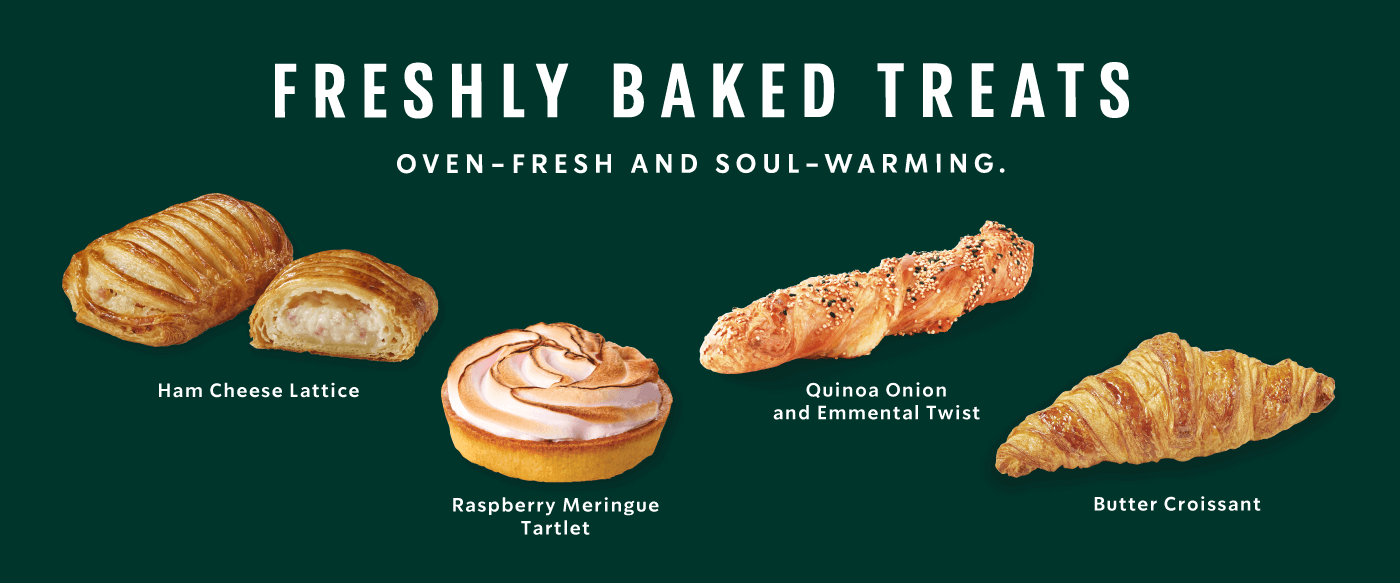 FRESHLY BAKED TREATS
OVEN-FRESH AND SOUL-WARMING.
Ham Cheese Lattice
Raspberry Meringue
Tartlet
Quinoa Onion
and Emmental Twist
Butter Croissant